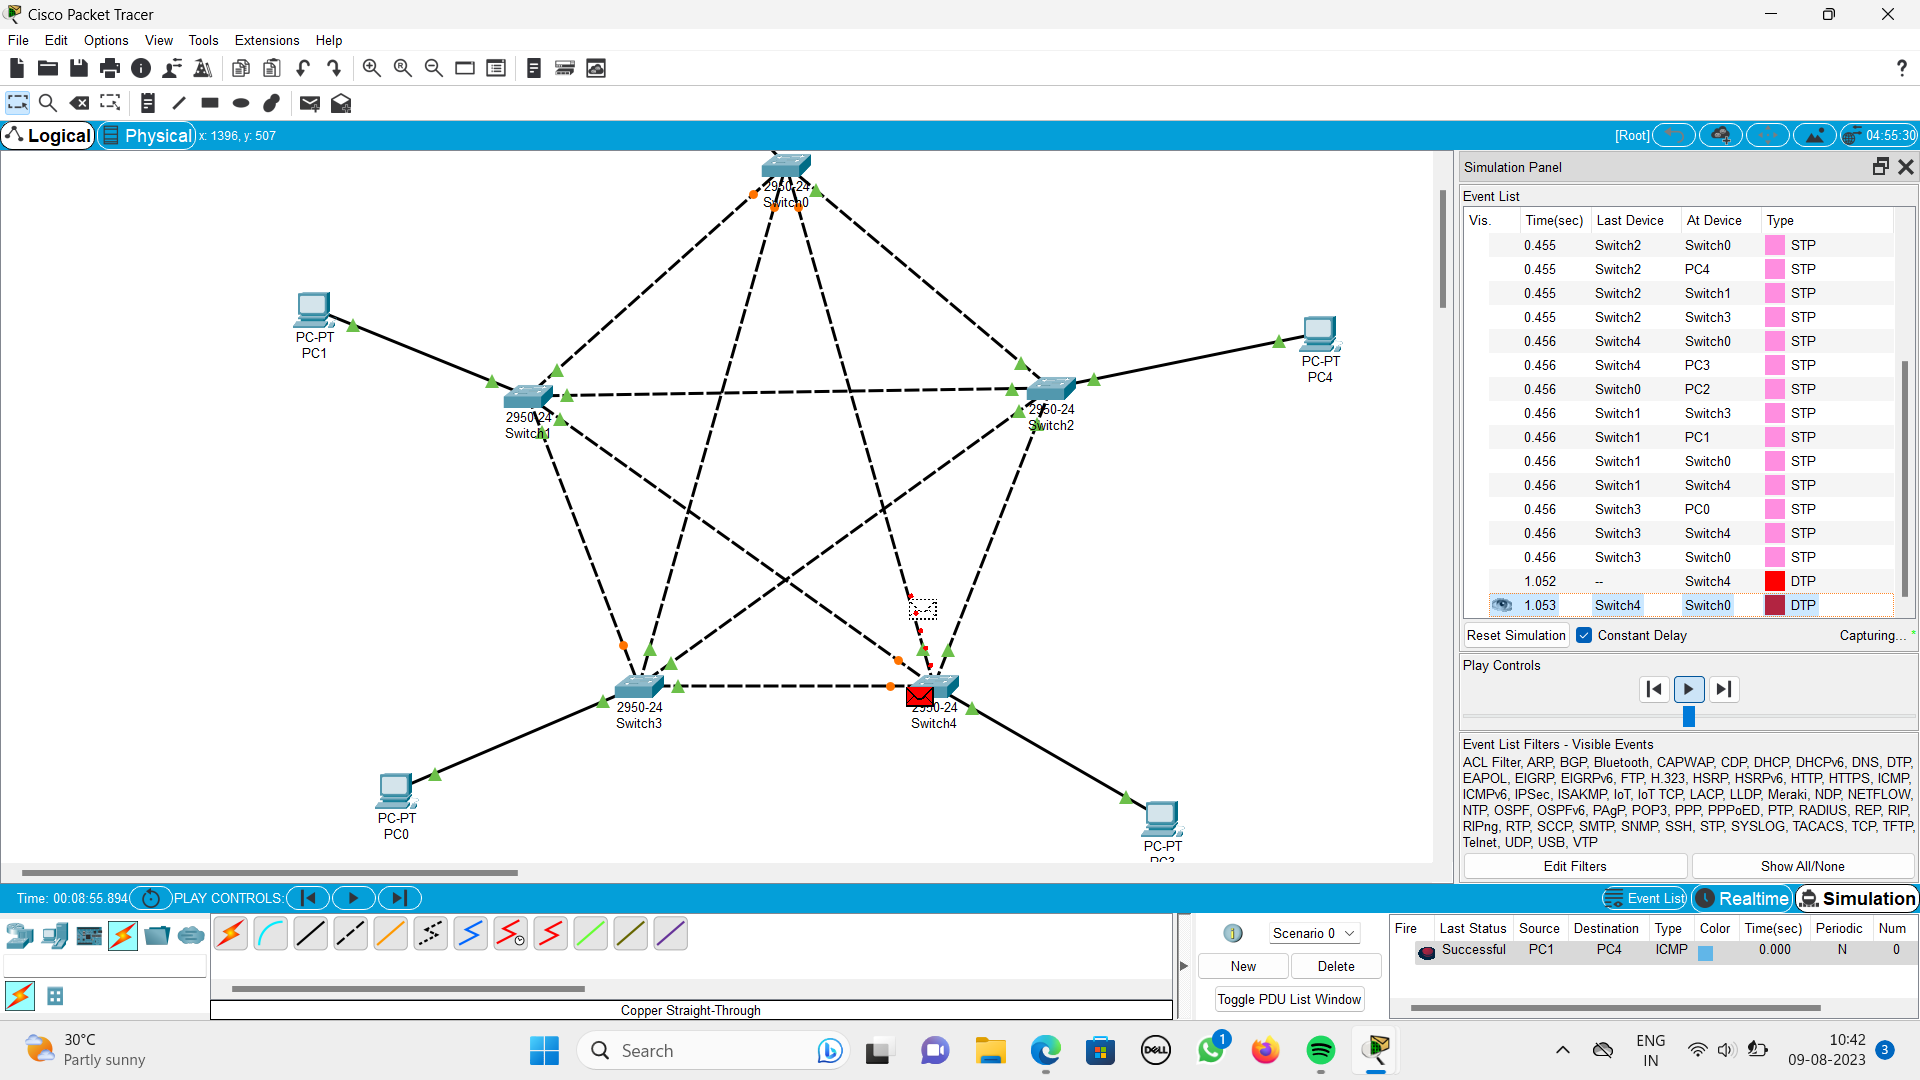 Cisco Packet Tracer
File Edit Options View Tools Extensions Help
?
Logical Physical x: 1396, y: 507
[Root] 04:55:30
2950-24
Switch0
PC-PT
PC1
PC-PT
PC4
2950-24
Switch1
2950-24
Switch2
2950-24
Switch3
2950-24
Switch4
PC-PT
PC0
PC-PT
Simulation Panel
Event List
Vis. Time(sec) Last Device At Device Type
0.455 Switch2 Switch0 STP
0.455 Switch2 PC4 STP
0.455 Switch2 Switch1 STP
0.455 Switch2 Switch3 STP
0.456 Switch4 Switch0 STP
0.456 Switch4 PC3 STP
0.456 Switch0 PC2 STP
0.456 Switch1 Switch3 STP
0.456 Switch1 PC1 STP
0.456 Switch1 Switch0 STP
0.456 Switch1 Switch4 STP
0.456 Switch3 PC0 STP
0.456 Switch3 Switch4 STP
0.456 Switch3 Switch0 STP
1.052 -- Switch4 DTP
1.053 Switch4 Switch0 DTP
Reset Simulation Constant Delay Capturing...
Play Controls
Event List Filters - Visible Events
ACL Filter, ARP, BGP, Bluetooth, CAPWAP, CDP, DHCP, DHCPv6, DNS, DTP,
EAPOL, EIGRP, EIGRPv6, FTP, H.323, HSRP, HSRPv6, HTTP, HTTPS, ICMP,
ICMPv6, IPSec, ISAKMP, IoT, IoT TCP, LACP, LLDP, Meraki, NDP, NETFLOW,
NTP, OSPF, OSPFv6, PAgP, POP3, PPP, PPPoED, PTP, RADIUS, REP, RIP,
RIPng, RTP, SCCP, SMTP, SNMP, SSH, STP, SYSLOG, TACACS, TCP, TFTP,
Telnet, UDP, USB, VTP
Edit Filters Show All/None
Time: 00:08:55.894 PLAY CONTROLS:
Event List Realtime Simulation
Scenario 0
New Delete
Toggle PDU List Window
Fire Last Status Source Destination Type Color Time(sec) Periodic Num
Successful PC1 PC4 ICMP 0.000 N 0
Copper Straight-Through
30°C
Partly sunny
Search
DELL
1
ENG
IN
10:42
09-08-2023
3